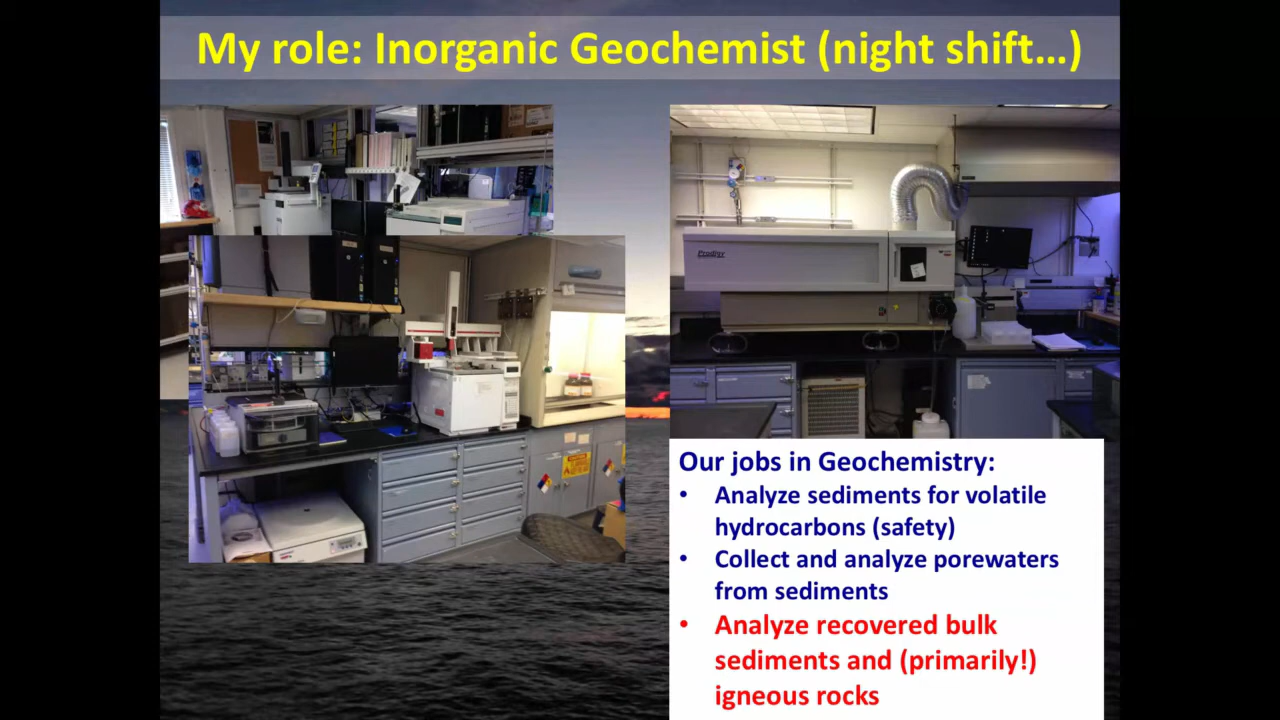 My role: Inorganic Geochemist (night shift…)
Prodigy
Our jobs in Geochemistry:
• Analyze sediments for volatile
hydrocarbons (safety)
• Collect and analyze porewaters
from sediments
• Analyze recovered bulk
sediments and (primarily!)
igneous rocks